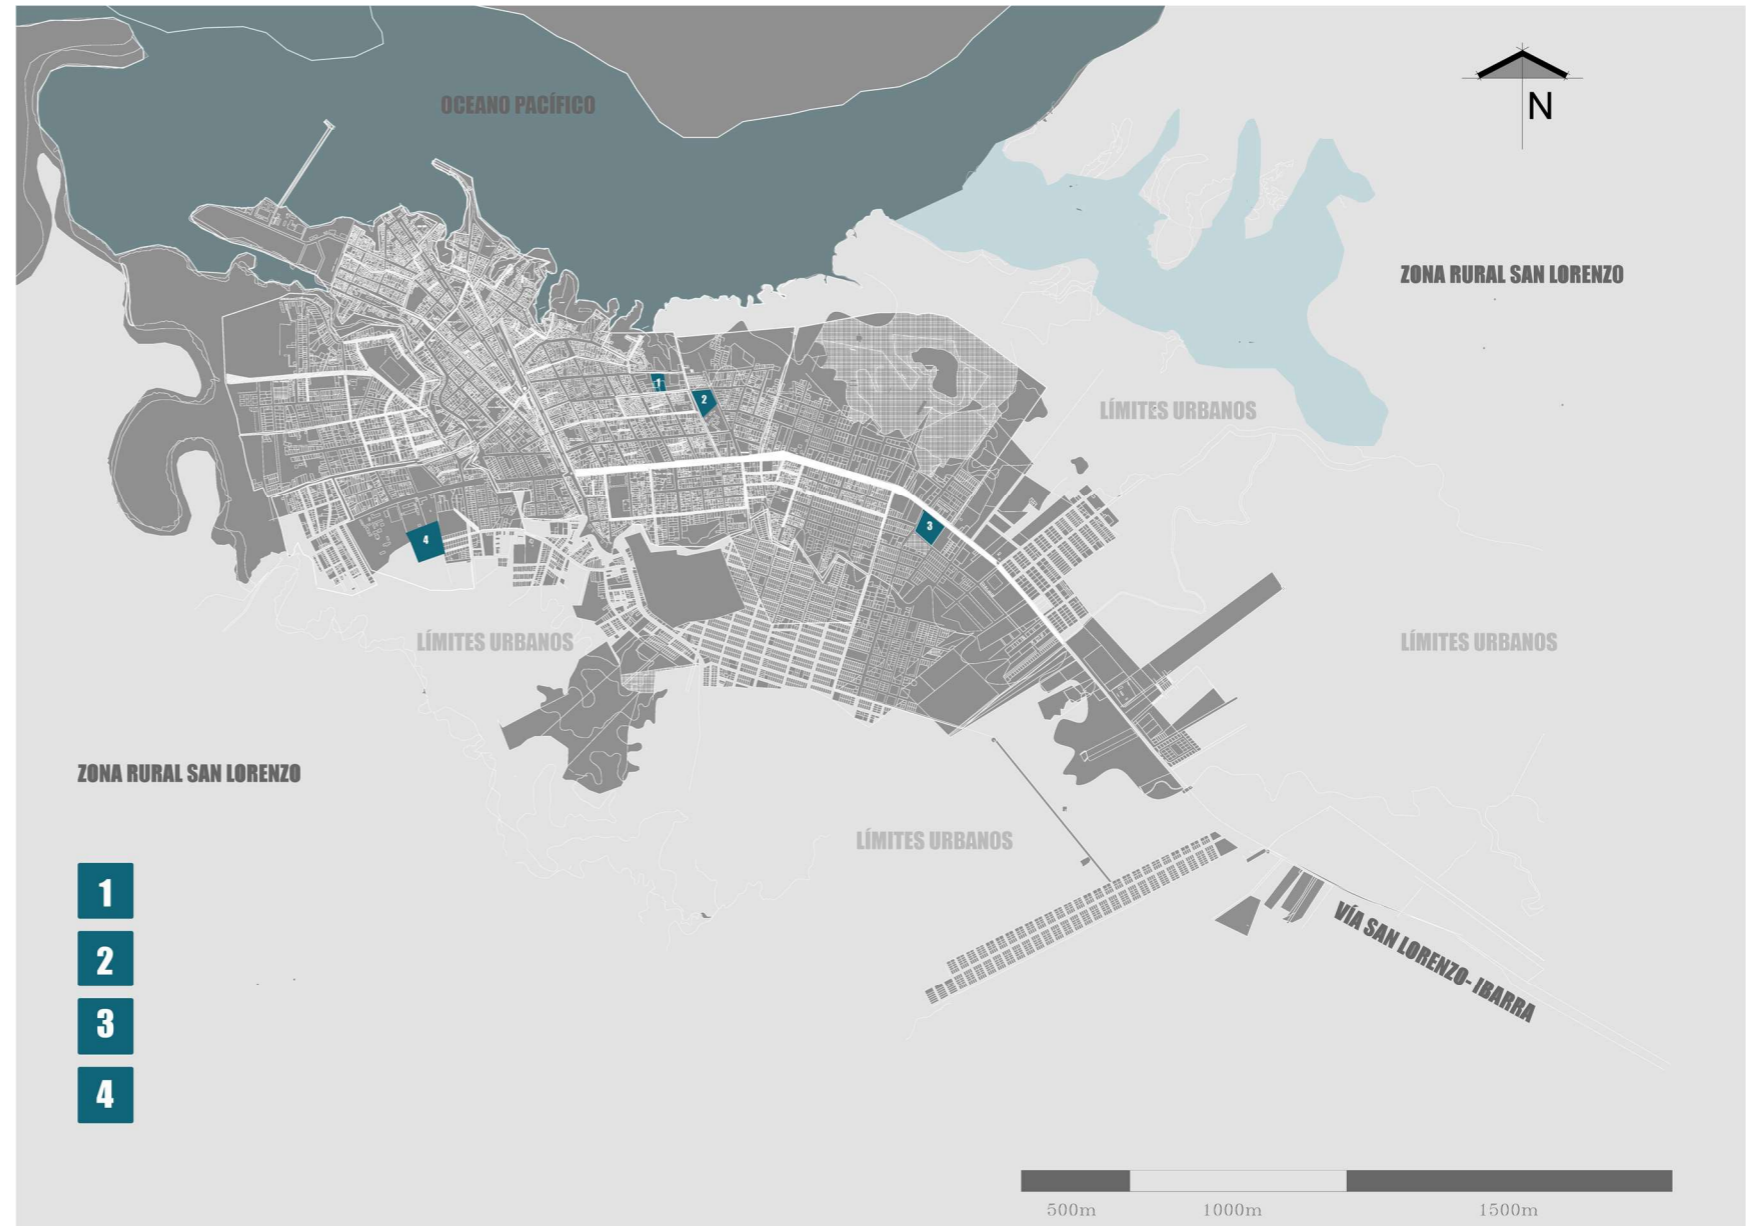 OCEANO PACÍFICO
N
ZONA RURAL SAN LORENZO
1
2
LÍMITES URBANOS
3
4
LÍMITES URBANOS
LÍMITES URBANOS
ZONA RURAL SAN LORENZO
LÍMITES URBANOS
1
2
3
4
VÍA SAN LORENZO- IBARRA
500m
1000m
1500m